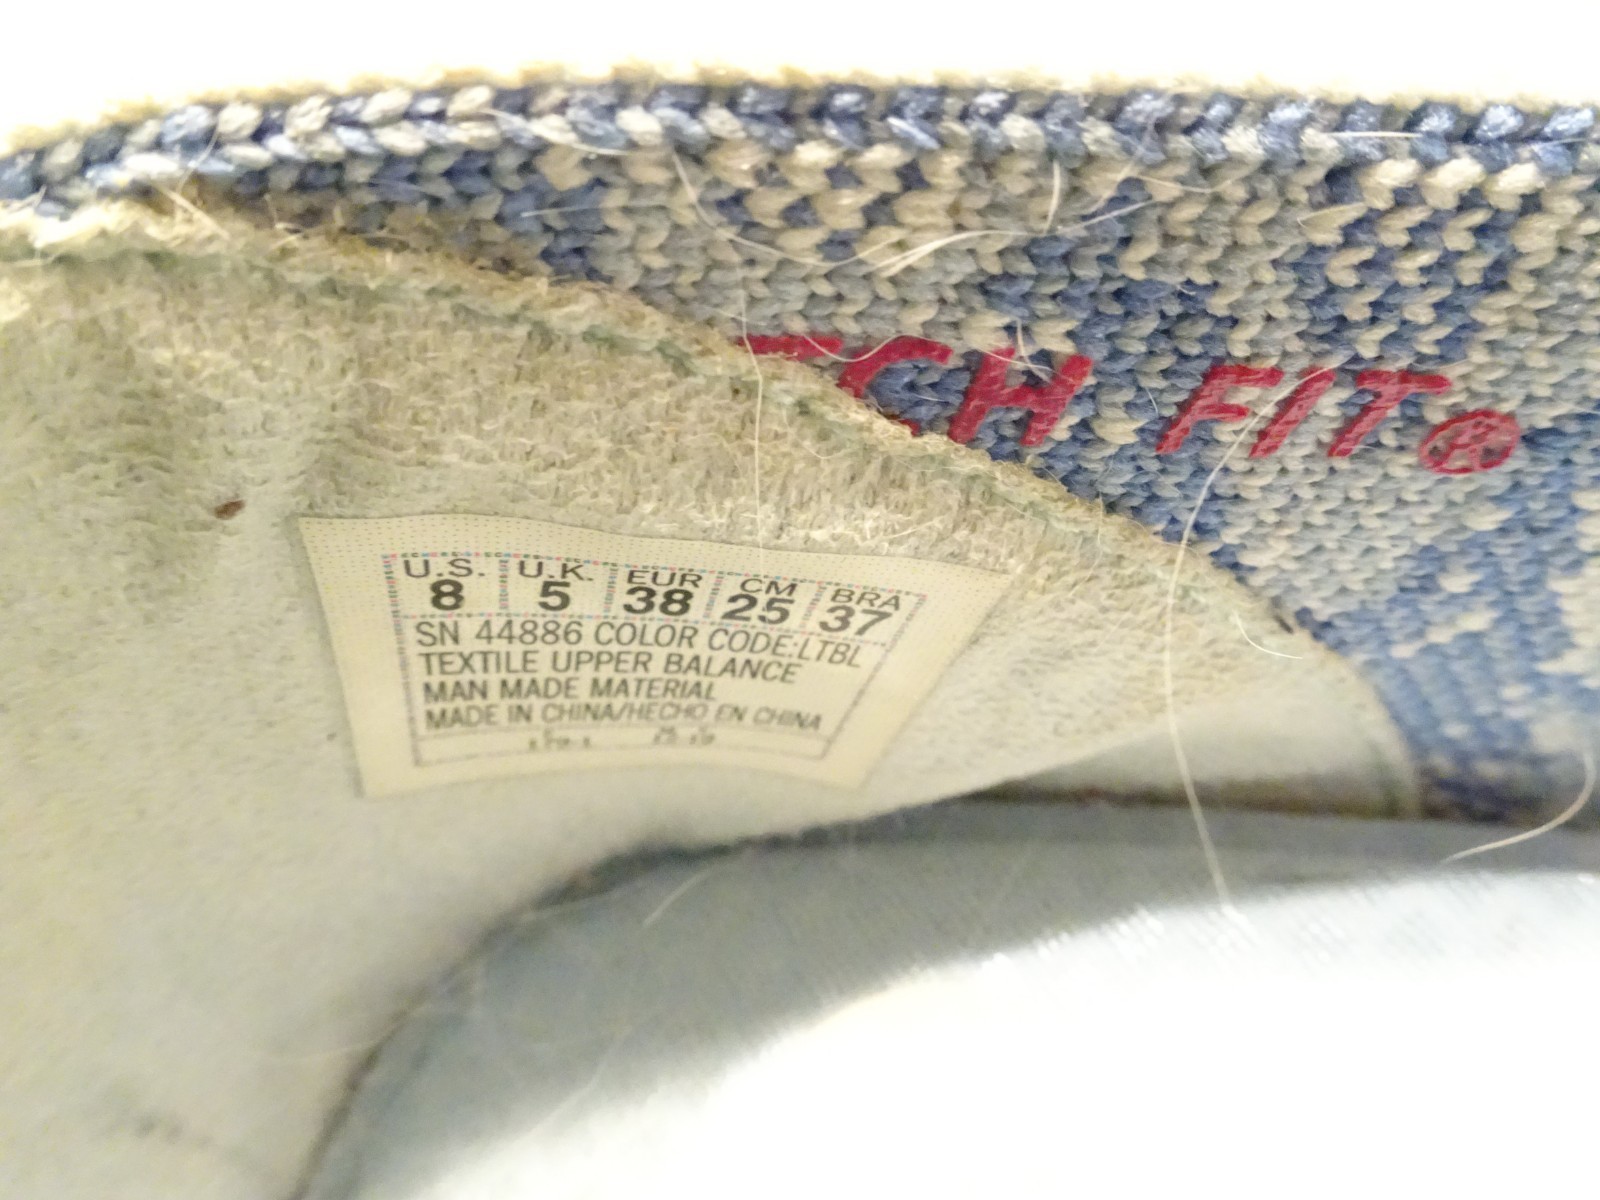 CH FIT®
U.S. U.K. EUR CM BRA
8 5 38 25 37
SN 44886 COLOR CODE:LTBL
TEXTILE UPPER BALANCE
MAN MADE MATERIAL
MADE IN CHINA/HECHO EN CHINA